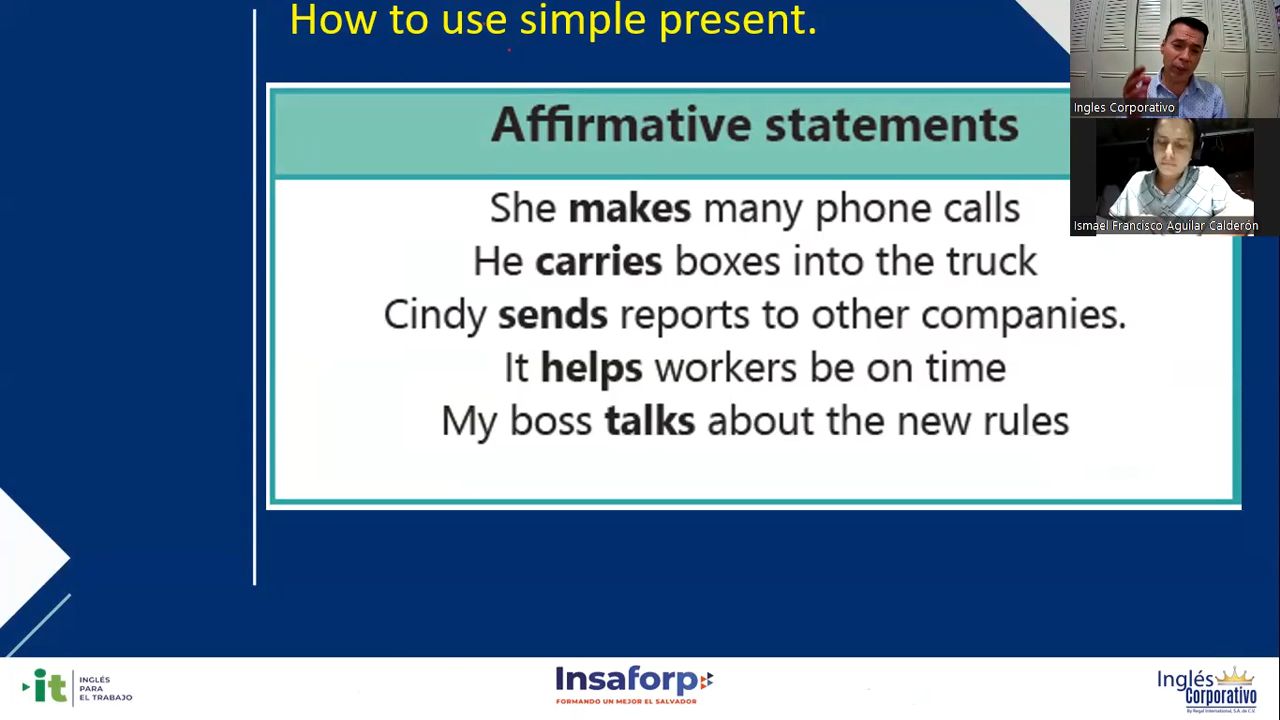 How to use simple present.
Affirmative statements
She makes many phone calls
He carries boxes into the truck
Cindy sends reports to other companies.
It helps workers be on time
My boss talks about the new rules
Ingles Corporativo
Ismael Francisco Aguilar Calderón
it
INGLÉS
PARA
EL TRABAJO
Insaforp
FORMANDO UN MEJOR EL SALVADOR
Inglés
Corporativo
By Regal International, S.A. de C.V.